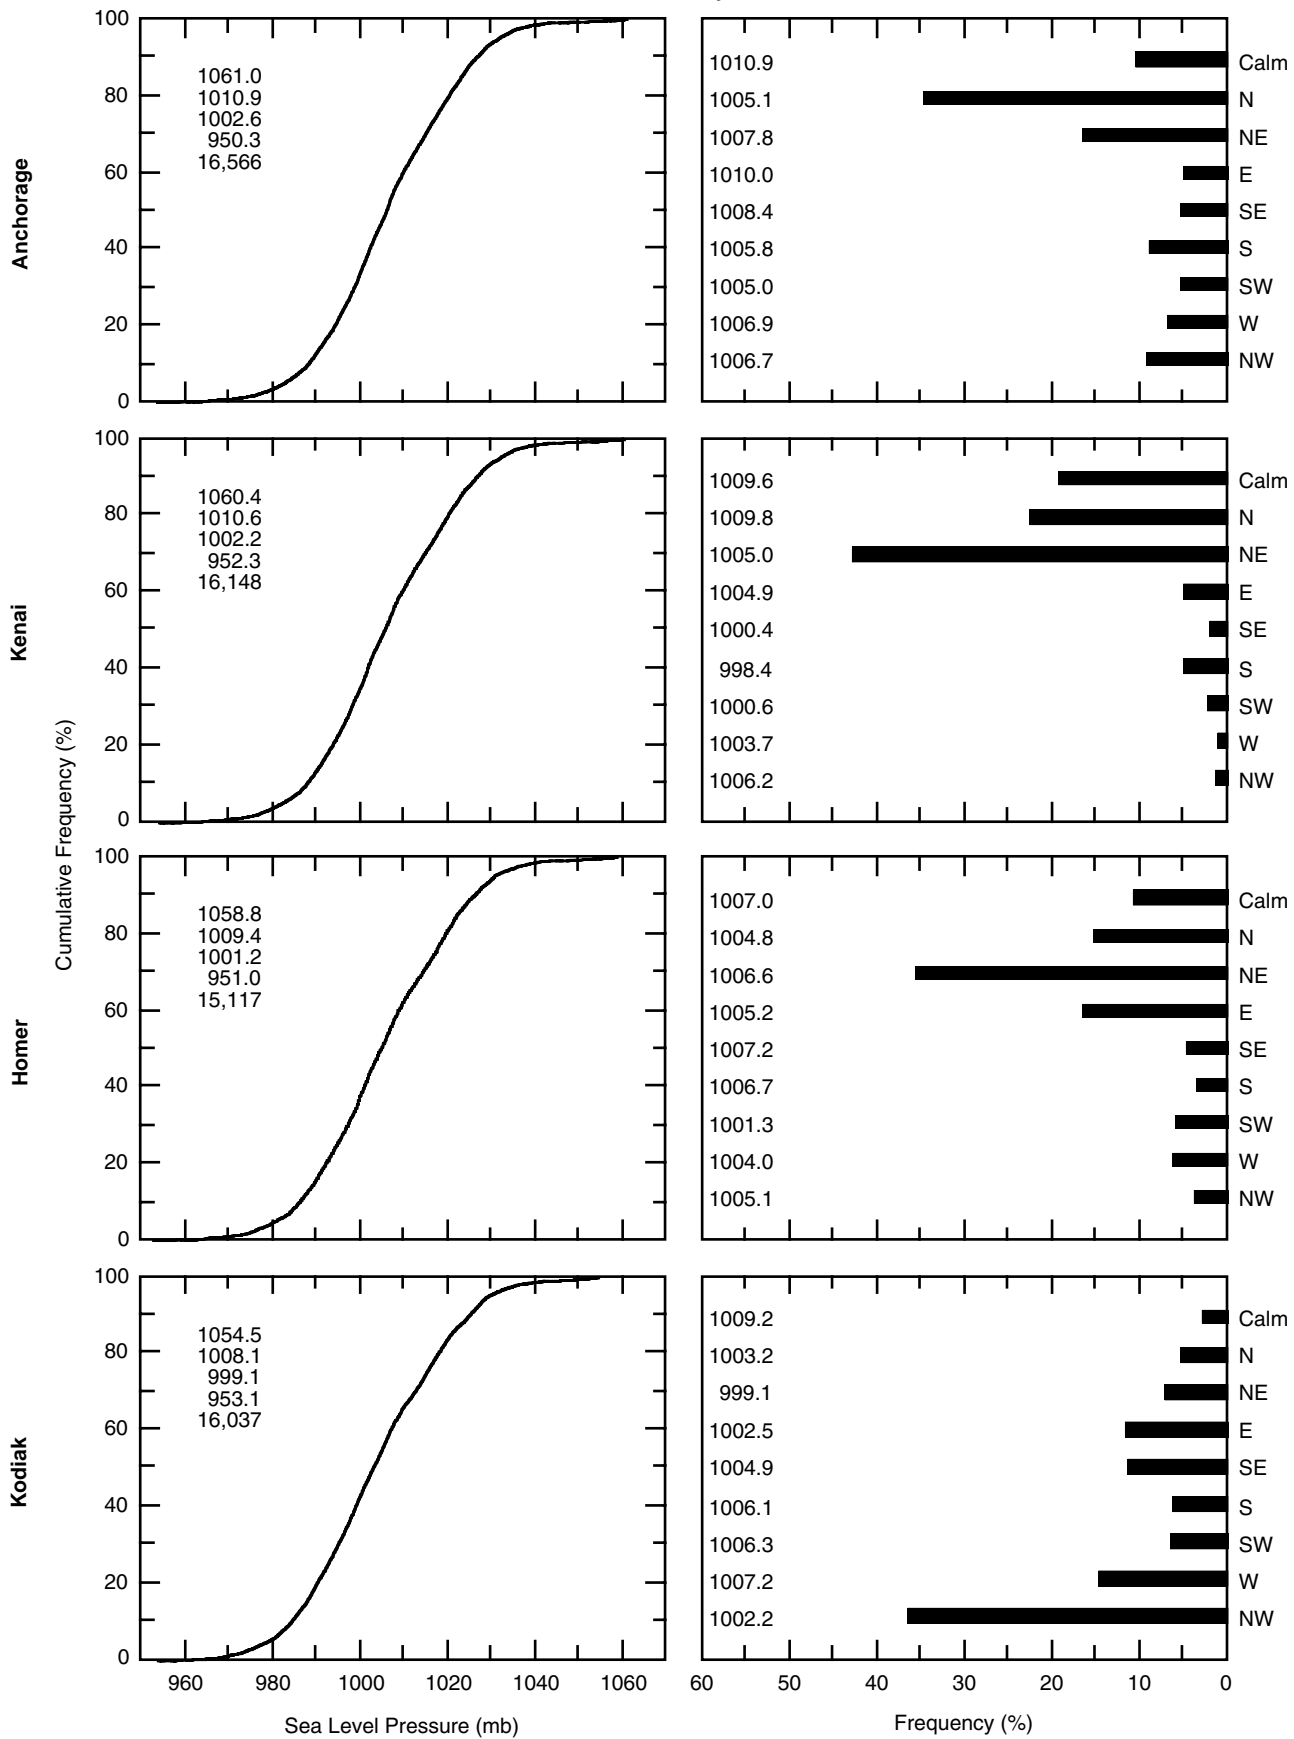 Anchorage
100
80
60
40
20
0
1061.0
1010.9
1002.6
950.3
16,566
1010.9 Calm
1005.1 N
1007.8 NE
1010.0 E
1008.4 SE
1005.8 S
1005.0 SW
1006.9 W
1006.7 NW
Kenai
100
80
60
40
20
0
1060.4
1010.6
1002.2
952.3
16,148
1009.6 Calm
1009.8 N
1005.0 NE
1004.9 E
1000.4 SE
998.4 S
1000.6 SW
1003.7 W
1006.2 NW
Cumulative Frequency (%)
Homer
100
80
60
40
20
0
1058.8
1009.4
1001.2
951.0
15,117
1007.0 Calm
1004.8 N
1006.6 NE
1005.2 E
1007.2 SE
1006.7 S
1001.3 SW
1004.0 W
1005.1 NW
Kodiak
100
80
60
40
20
0
1054.5
1008.1
999.1
953.1
16,037
1009.2 Calm
1003.2 N
999.1 NE
1002.5 E
1004.9 SE
1006.1 S
1006.3 SW
1007.2 W
1002.2 NW
960 980 1000 1020 1040 1060
Sea Level Pressure (mb)
60 50 40 30 20 10 0
Frequency (%)